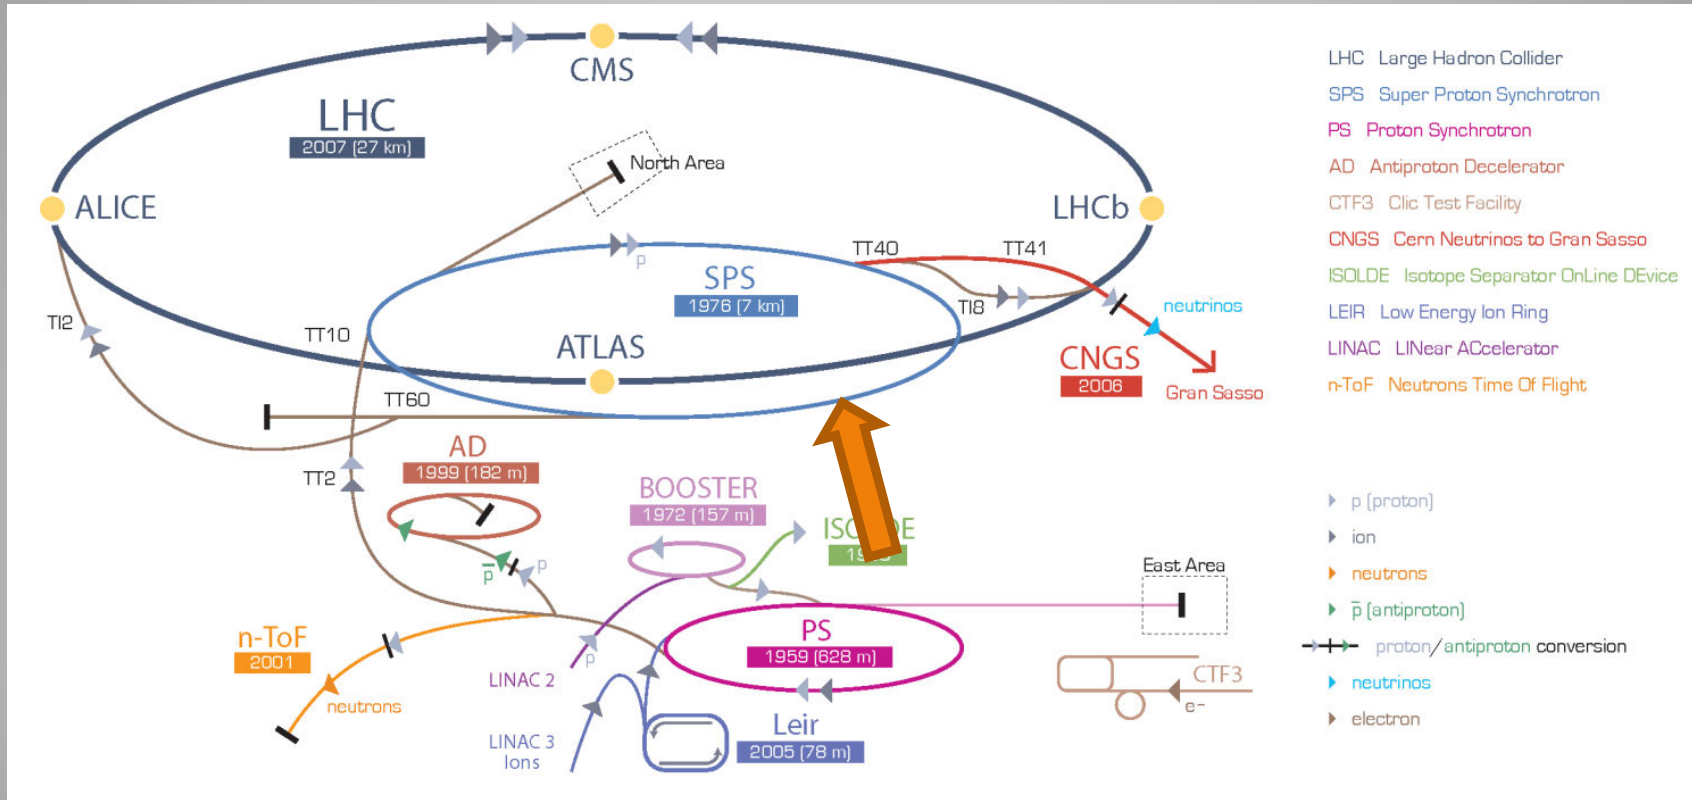 CMS
LHC
2007 (27 km)
North Area
ALICE
LHCb
TT40
TT41
p
SPS
1976 (7 km)
TI8
neutrinos
TI2
TT10
ATLAS
CNGS
2006
Gran Sasso
TT60
AD
1999 (182 m)
TT2
BOOSTER
1972 (157 m)
p̅
p
East Area
n-ToF
2001
p
PS
1959 (628 m)
LINAC 2
CTF3
e-
neutrons
Leir
2005 (78 m)
LINAC 3
Ions
LHC Large Hadron Collider
SPS Super Proton Synchrotron
PS Proton Synchrotron
AD Antiproton Decelerator
CTF3 Clic Test Facility
CNGS Cern Neutrinos to Gran Sasso
ISOLDE Isotope Separator OnLine DEvice
LEIR Low Energy Ion Ring
LINAC LINear ACcelerator
n-ToF Neutrons Time Of Flight
p (proton)
ion
neutrons
p̅ (antiproton)
proton/antiproton conversion
neutrinos
electron